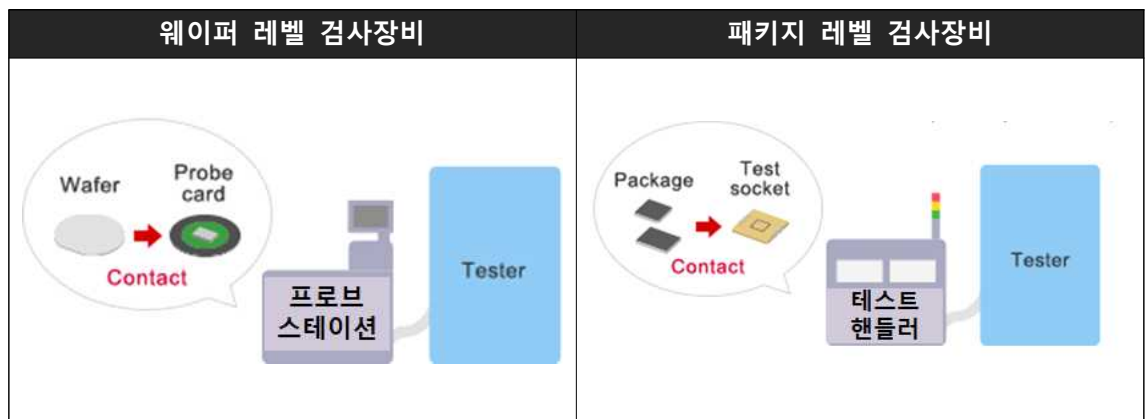 웨이퍼 레벨 검사장비
Wafer
Probe
card
Contact
프로브
스테이션
Tester
패키지 레벨 검사장비
Package
Test
socket
Contact
테스트
핸들러
Tester